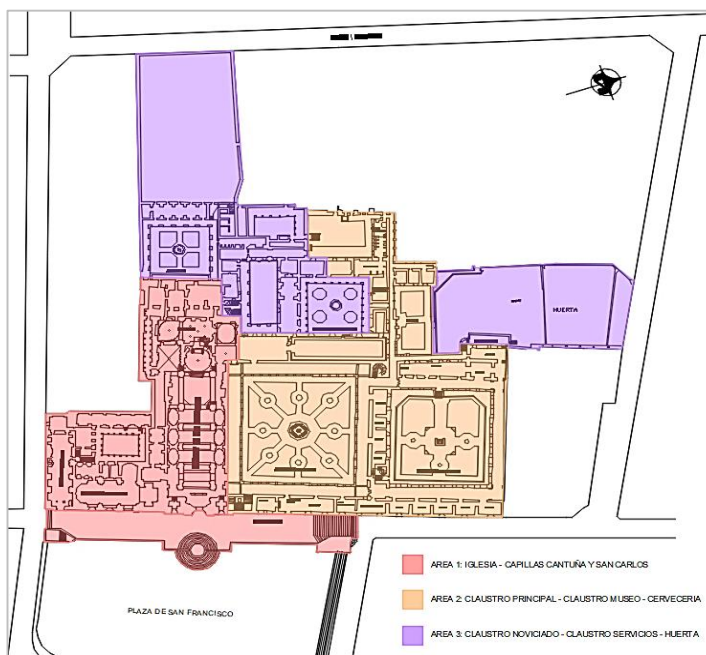 HUERTA
AREA 1: IGLESIA - CAPILLAS CANTUÑA Y SAN CARLOS
AREA 2: CLAUSTRO PRINCIPAL - CLAUSTRO MUSEO - CERVECERIA
PLAZA DE SAN FRANCISCO
AREA 3: CLAUSTRO NOVICIADO - CLAUSTRO SERVICIOS - HUERTA